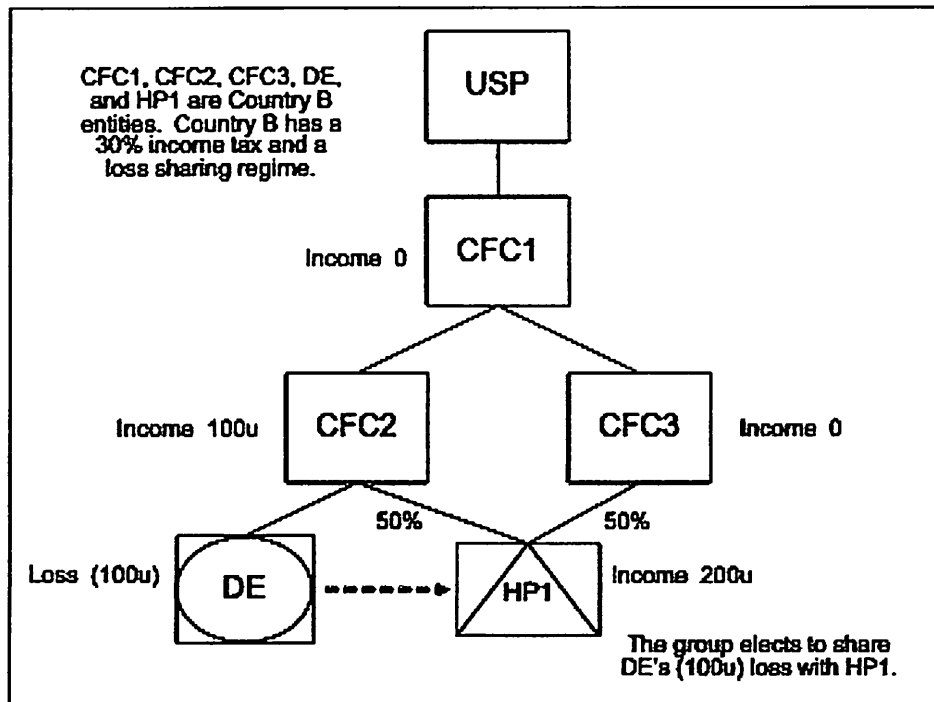 USP
CFC1, CFC2, CFC3, DE,
and HP1 are Country B
entities. Country B has a
30% income tax and a
loss sharing regime.
Income 0
CFC1
Income 100u
CFC2
CFC3
Income 0
50%
50%
Loss (100u)
DE
HP1
Income 200u
The group elects to share
DE's (100u) loss with HP1.